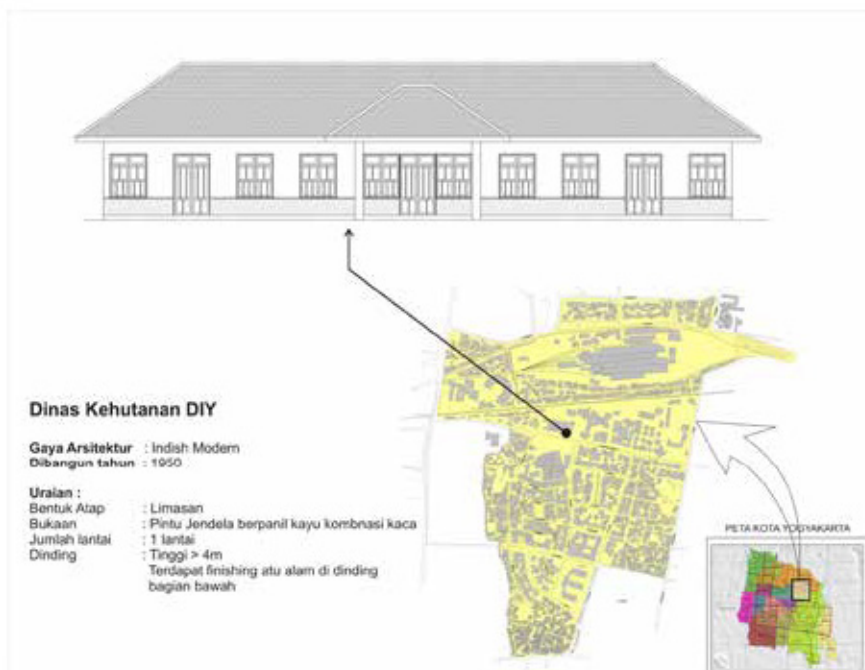 Dinas Kehutanan DIY
Gaya Arsitektur : Indish Modern
Dibangun tahun : 1950
Uraian :
Bentuk Atap : Limasan
Bukaan : Pintu Jendela berpanil kayu kombnasi kaca
Jumlah lantai : 1 lantai
Dinding : Tinggi > 4m
Terdapat finishing atu alam di dinding
bagian bawah
PETA KOTA YOGYAKARTA